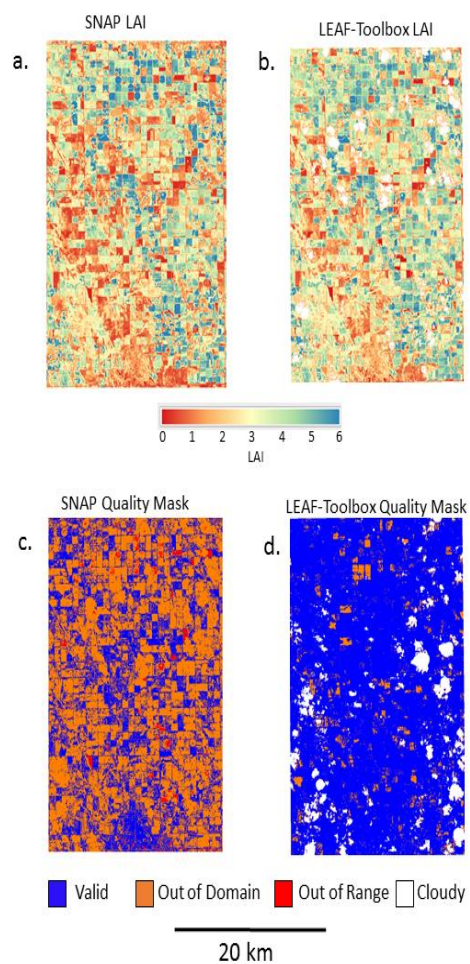 SNAP LAI
LEAF-Toolbox LAI
a.
b.
0 1 2 3 4 5 6
LAI
SNAP Quality Mask
LEAF-Toolbox Quality Mask
c.
d.
Valid Out of Domain Out of Range Cloudy
20 km